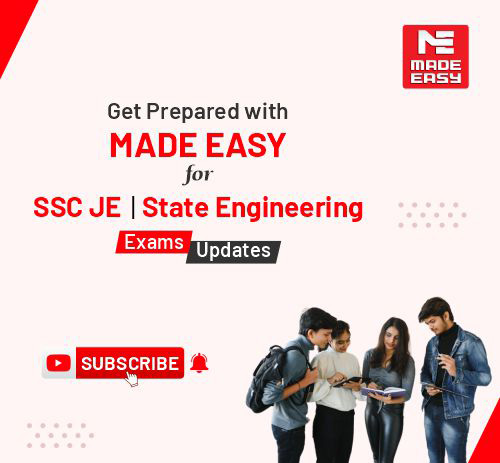 MADE
EASY
Get Prepared with
MADE EASY
for
SSC JE | State Engineering
Exams
Updates
SUBSCRIBE